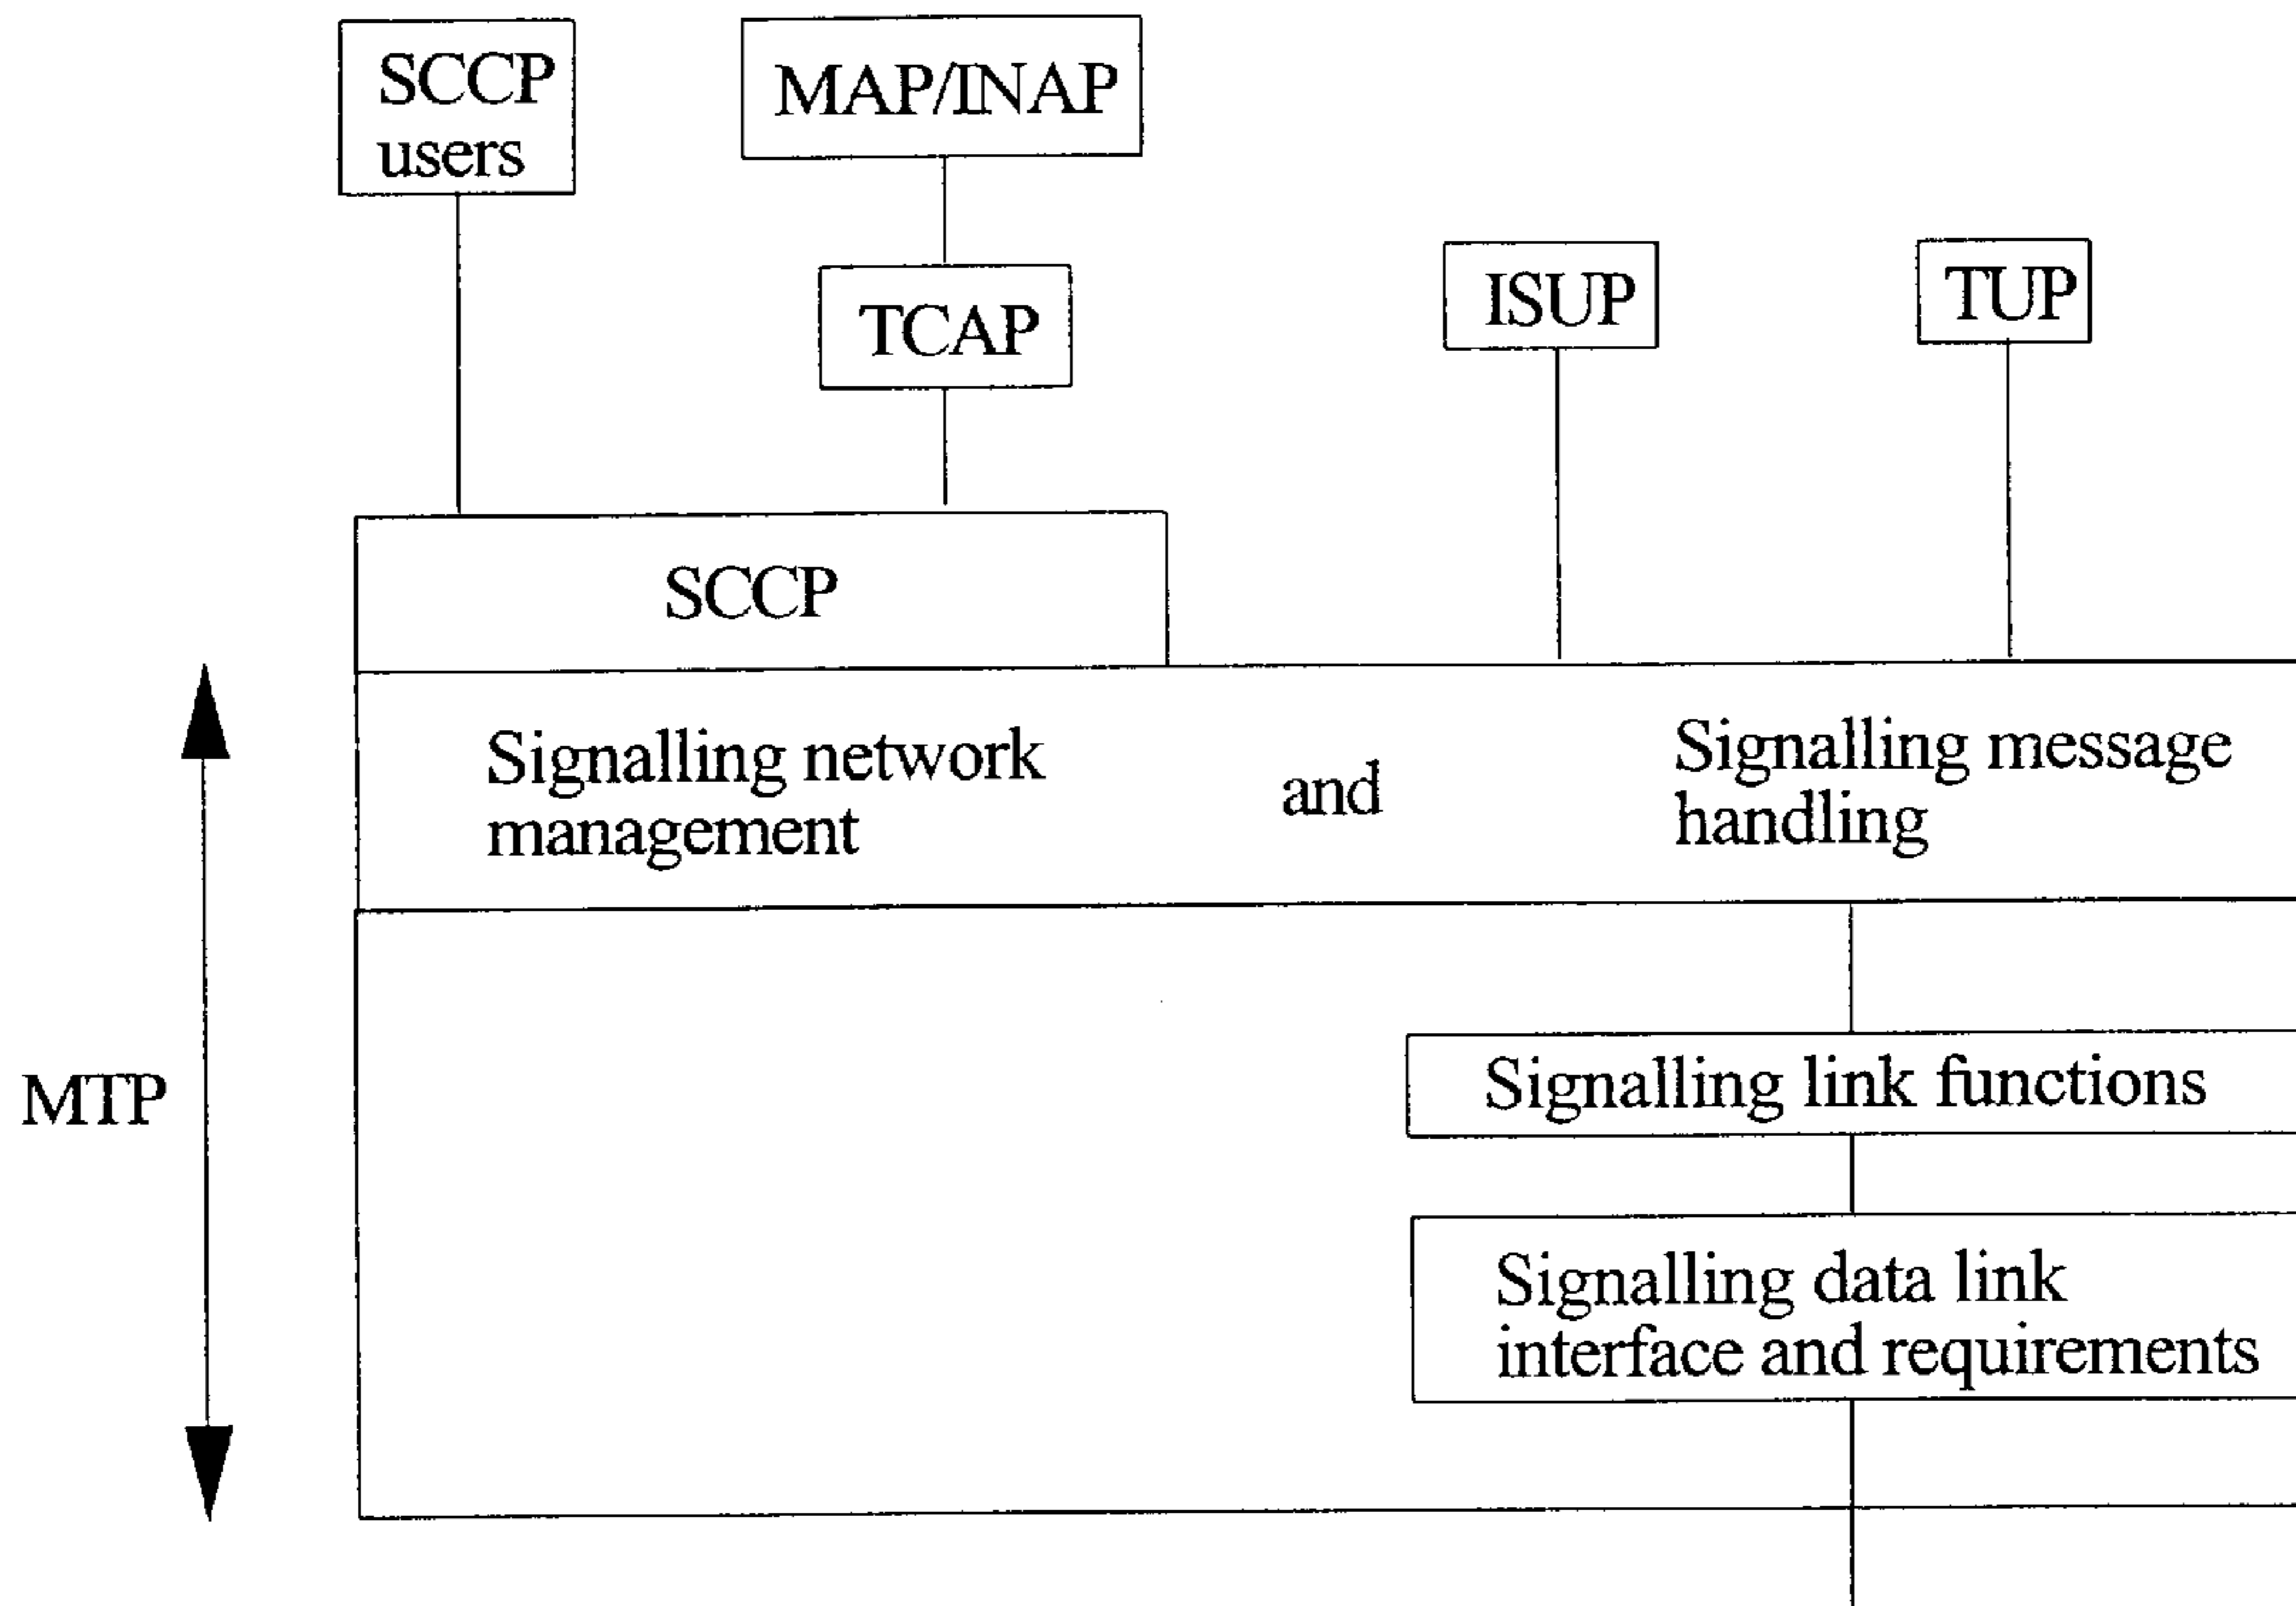 SCCP
users
MAP/INAP
TCAP
ISUP
TUP
SCCP
Signalling network
management
and
Signalling message
handling
MTP
Signalling link functions
Signalling data link
interface and requirements